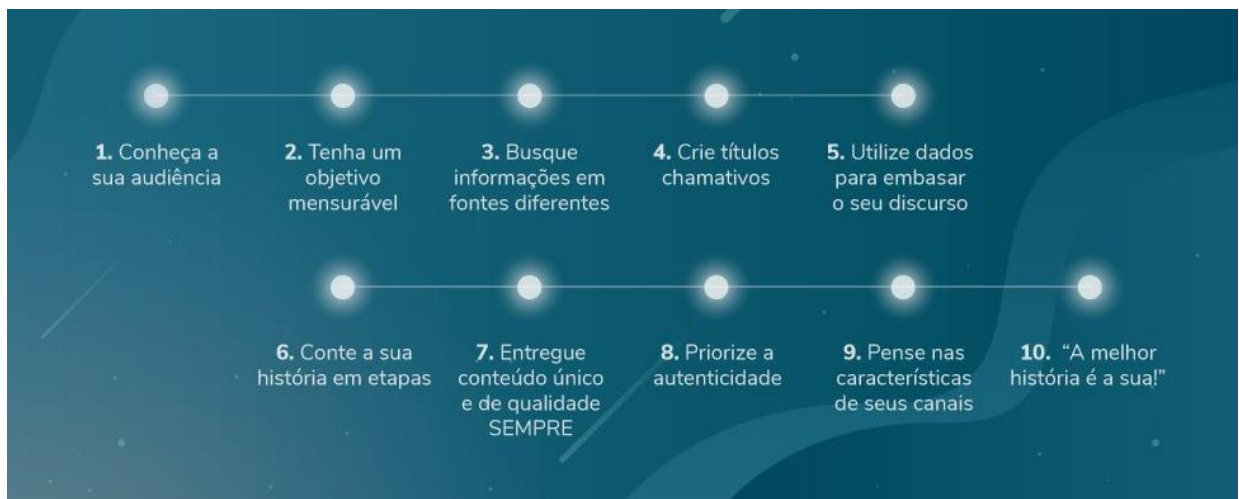 1. Conheça a
sua audiência
2. Tenha um
objetivo
mensurável
3. Busque
informações em
fontes diferentes
4. Crie títulos
chamativos
5. Utilize dados
para embasar
o seu discurso
6. Conte a sua
história em etapas
7. Entregue
conteúdo único
e de qualidade
SEMPRE
8. Priorize a
autenticidade
9. Pense nas
características
de seus canais
10. “A melhor
história é a sua!”